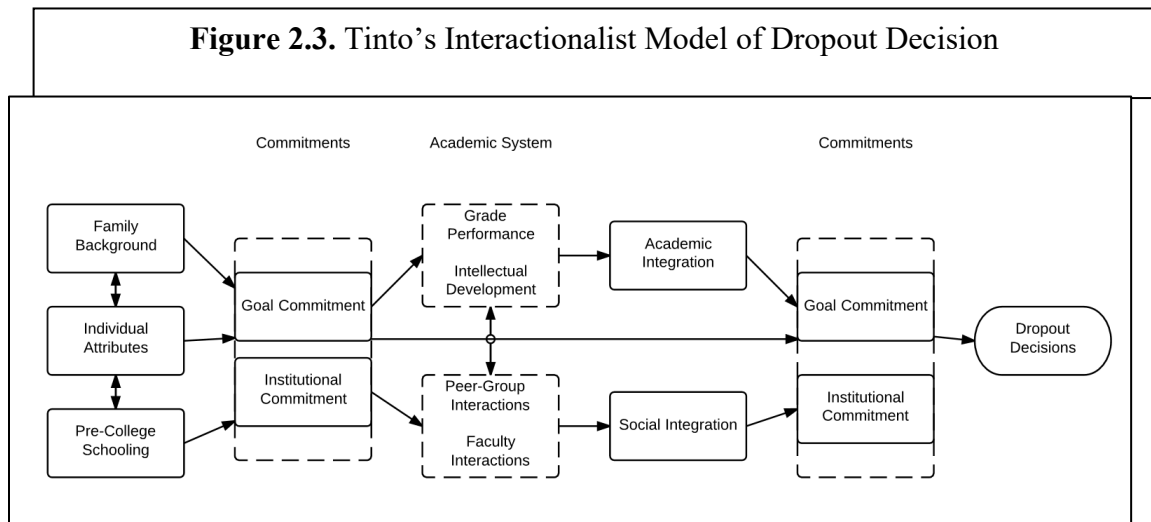 Figure 2.3. Tinto's Interactionalist Model of Dropout Decision
Commitments
Academic System
Commitments
Family
Background
Individual
Attributes
Pre-College
Schooling
Goal Commitment
Institutional
Commitment
Grade
Performance
Intellectual
Development
Peer-Group
Interactions
Faculty
Interactions
Academic
Integration
Social Integration
Goal Commitment
Institutional
Commitment
Dropout
Decisions